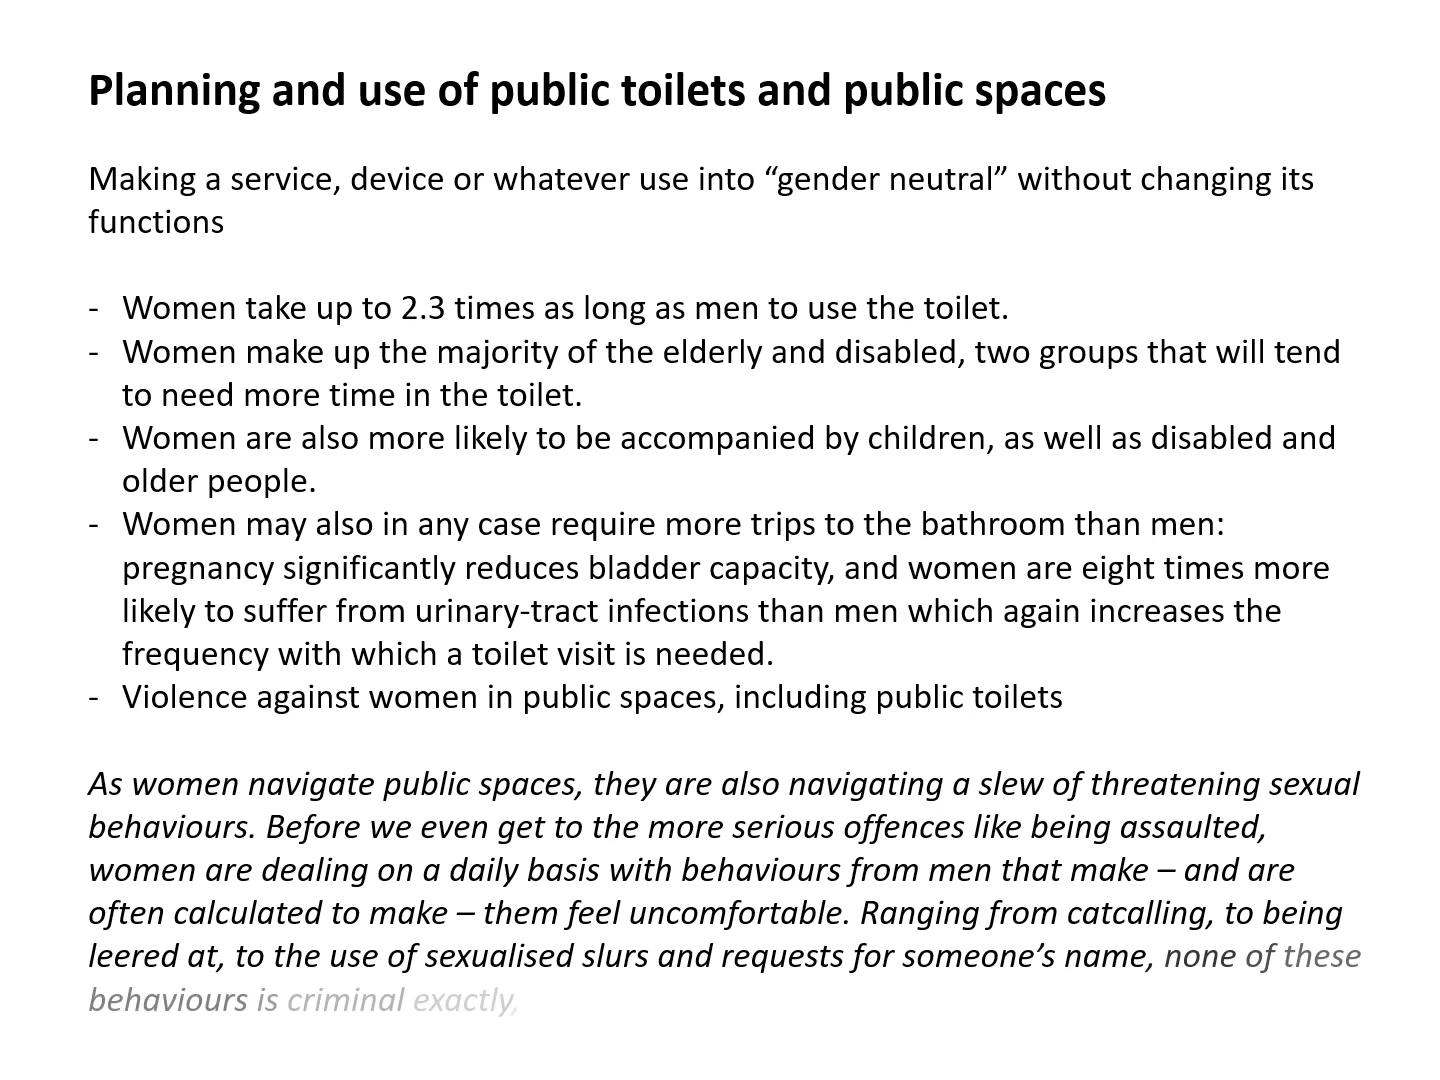 Planning and use of public toilets and public spaces
Making a service, device or whatever use into “gender neutral” without changing its
functions
- Women take up to 2.3 times as long as men to use the toilet.
- Women make up the majority of the elderly and disabled, two groups that will tend
to need more time in the toilet.
- Women are also more likely to be accompanied by children, as well as disabled and
older people.
- Women may also in any case require more trips to the bathroom than men:
pregnancy significantly reduces bladder capacity, and women are eight times more
likely to suffer from urinary-tract infections than men which again increases the
frequency with which a toilet visit is needed.
- Violence against women in public spaces, including public toilets
As women navigate public spaces, they are also navigating a slew of threatening sexual
behaviours. Before we even get to the more serious offences like being assaulted,
women are dealing on a daily basis with behaviours from men that make – and are
often calculated to make – them feel uncomfortable. Ranging from catcalling, to being
leered at, to the use of sexualised slurs and requests for someone’s name, none of these
behaviours is criminal exactly,